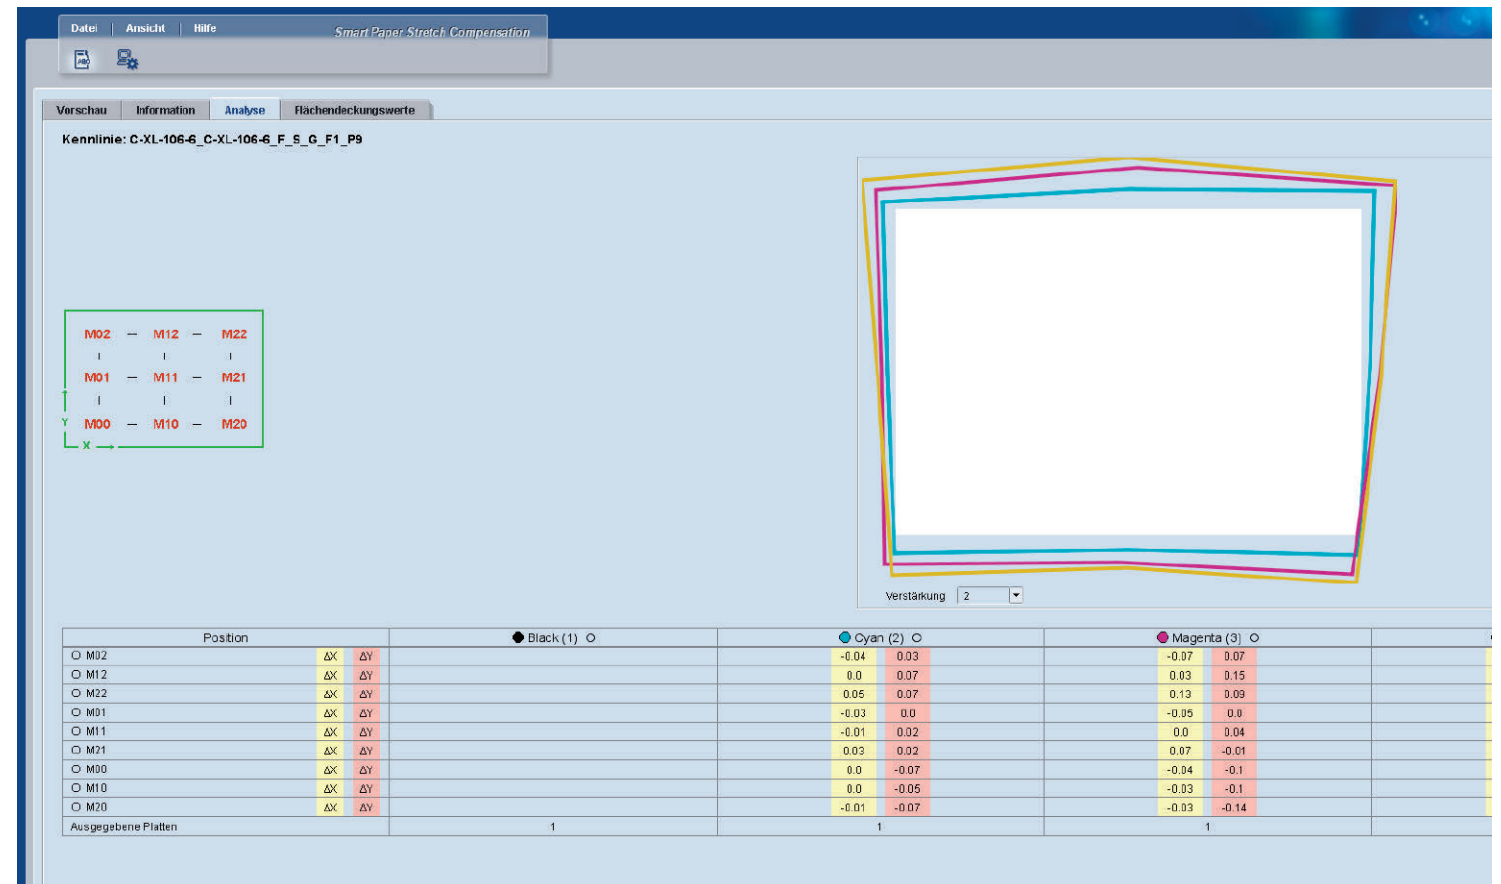 Datei | Ansicht | Hilfe
Smart Paper Stretch Compensation
Vorschau Information Analyse Flächendeckungswerte
Kennlinie: C-XL-106-6_C-XL-106-6_F_S_G_F1_P9
M02 – M12 – M22
M01 – M11 – M21
Y M00 – M10 – M20
X
Verstärkung 2
Position Black (1) Cyan (2) Magenta (3)
M02 ΔX ΔY -0.04 0.03 -0.07 0.07
M12 ΔX ΔY 0.0 0.07 0.03 0.15
M22 ΔX ΔY 0.05 0.07 0.13 0.09
M01 ΔX ΔY -0.03 0.0 -0.05 0.0
M11 ΔX ΔY -0.01 0.02 0.0 0.04
M21 ΔX ΔY 0.03 0.02 0.07 -0.01
M00 ΔX ΔY 0.0 -0.07 -0.04 -0.1
M10 ΔX ΔY 0.0 -0.05 -0.03 -0.1
M20 ΔX ΔY -0.01 -0.07 -0.03 -0.14
Ausgegebene Platten 1 1 1